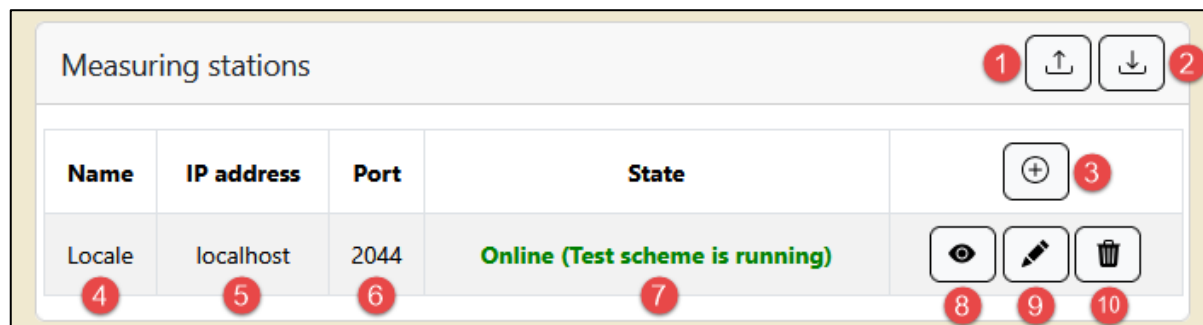 Measuring stations 1 2
Name IP address Port State 3
Locale localhost 2044 Online (Test scheme is running)
4 5 6 7 8 9 10